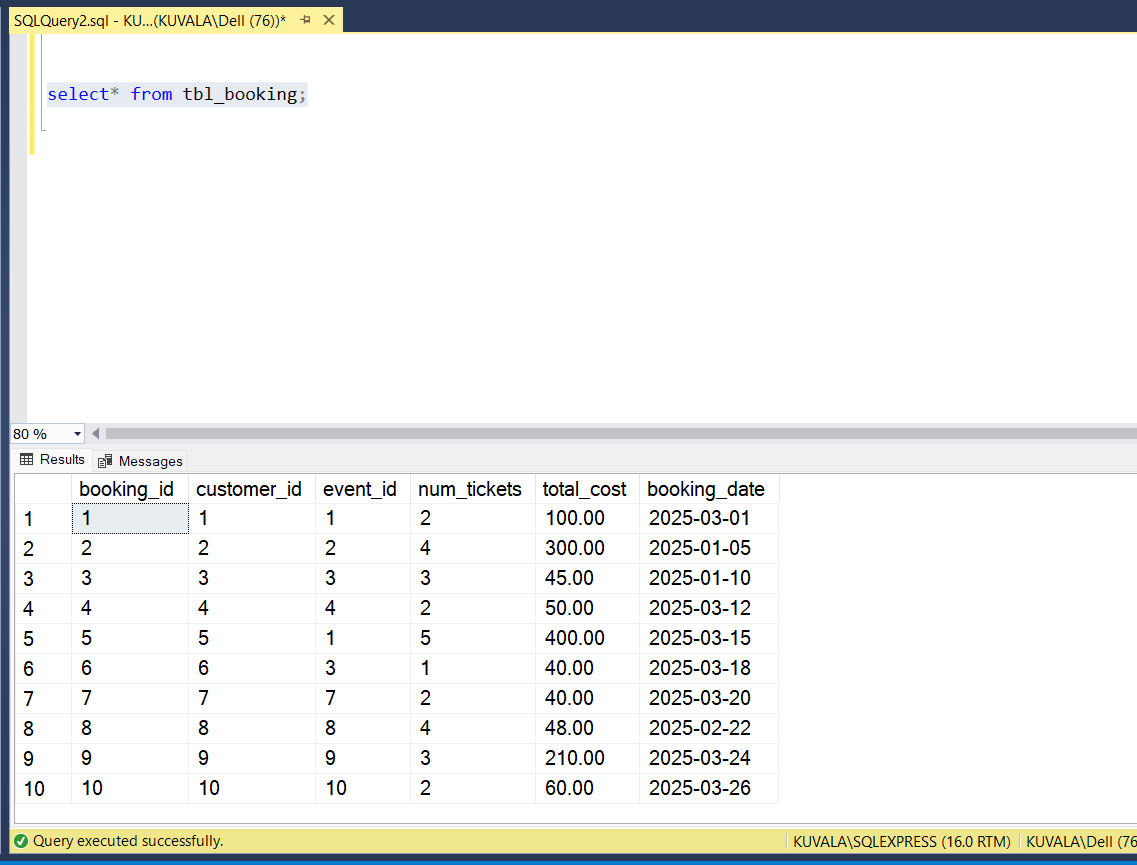 SQLQuery2.sql - KU...(KUVALA\Dell (76))*
select* from tbl_booking;
80 %
Results Messages
booking_id customer_id event_id num_tickets total_cost booking_date
1 1 1 1 2 100.00 2025-03-01
2 2 2 2 4 300.00 2025-01-05
3 3 3 3 3 45.00 2025-01-10
4 4 4 4 2 50.00 2025-03-12
5 5 5 1 5 400.00 2025-03-15
6 6 6 3 1 40.00 2025-03-18
7 7 7 7 2 40.00 2025-03-20
8 8 8 8 4 48.00 2025-02-22
9 9 9 9 3 210.00 2025-03-24
10 10 10 10 2 60.00 2025-03-26
Query executed successfully. KUVALA\SQLEXPRESS (16.0 RTM) KUVALA\Dell (76